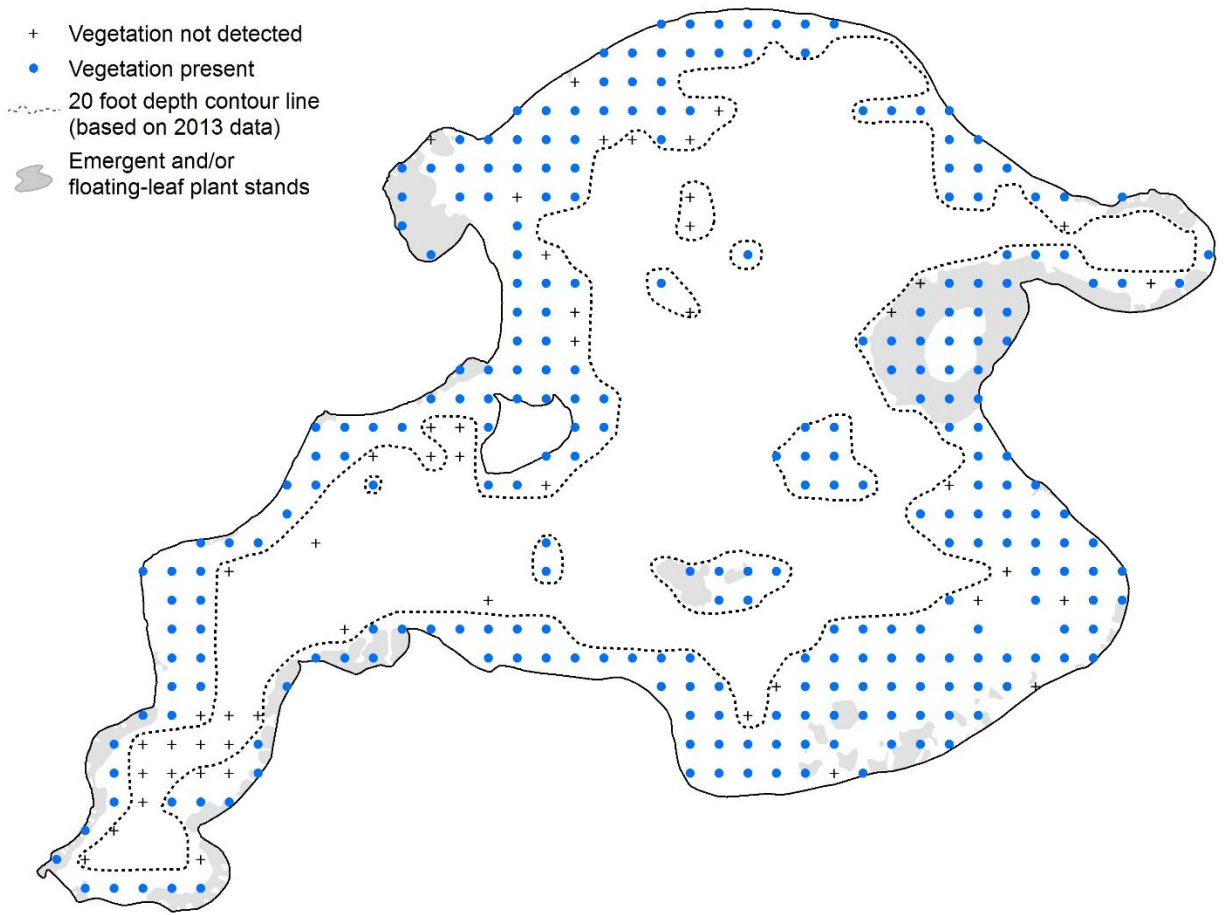 Vegetation not detected
Vegetation present
20 foot depth contour line
(based on 2013 data)
Emergent and/or
floating-leaf plant stands